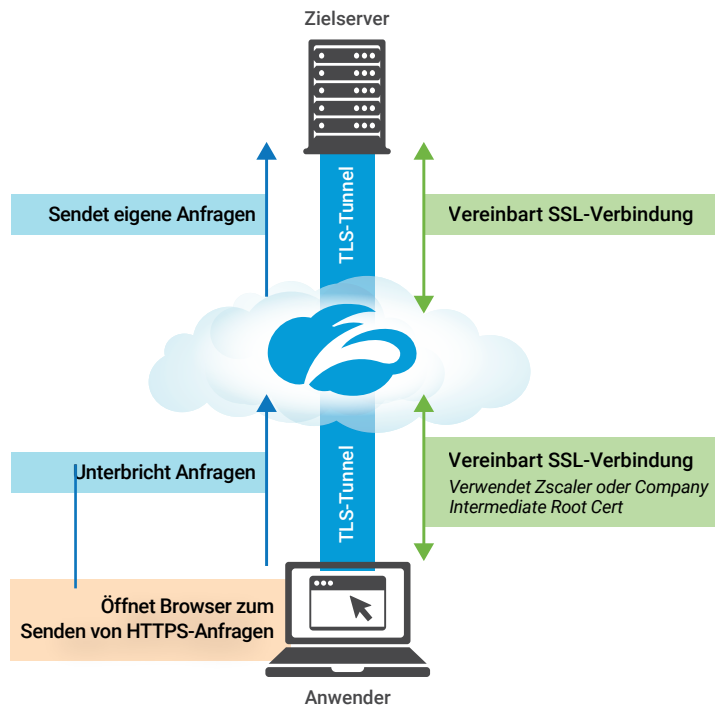 Zielserver
TLS-Tunnel
Sendet eigene Anfragen
Vereinbart SSL-Verbindung
Unterbricht Anfragen
TLS-Tunnel
Vereinbart SSL-Verbindung
Verwendet Zscaler oder Company
Intermediate Root Cert
Öffnet Browser zum
Senden von HTTPS-Anfragen
Anwender